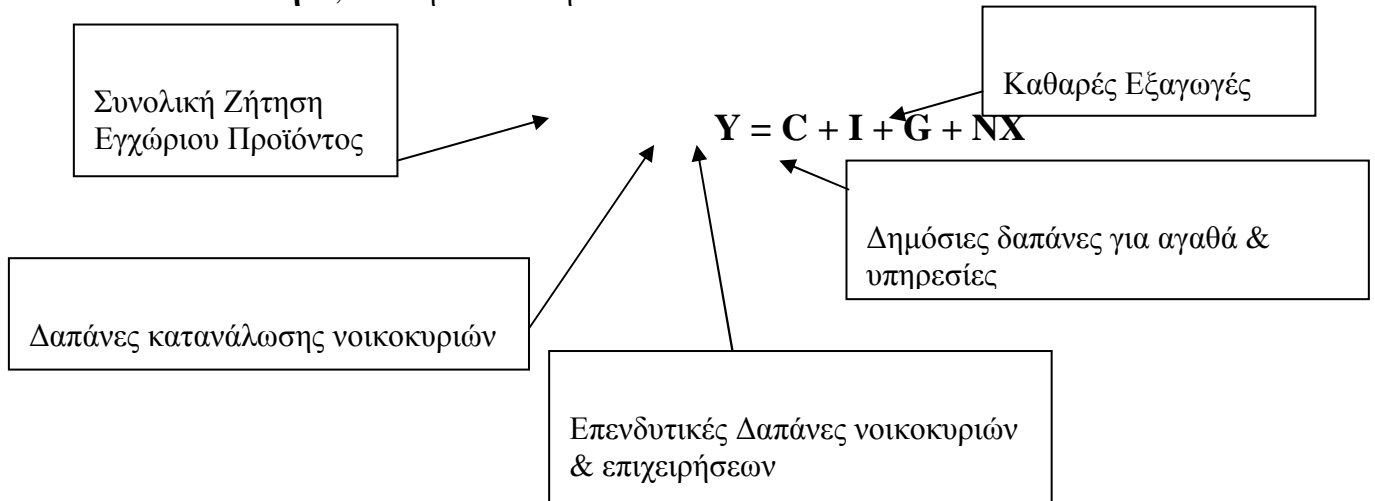 Συνολική Ζήτηση
Εγχώριου Προϊόντος
Καθαρές Εξαγωγές
Y = C + I + G + NX
Δημόσιες δαπάνες για αγαθά &
υπηρεσίες
Δαπάνες κατανάλωσης νοικοκυριών
Επενδυτικές Δαπάνες νοικοκυριών
& επιχειρήσεων